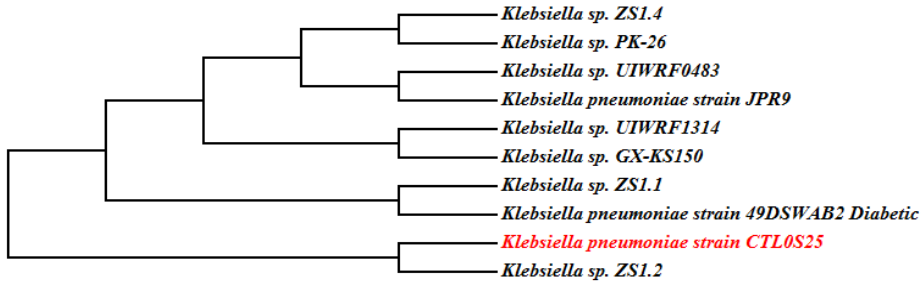 Klebsiella sp. ZS1.4
Klebsiella sp. PK-26
Klebsiella sp. UIWRF0483
Klebsiella pneumoniae strain JPR9
Klebsiella sp. UIWRF1314
Klebsiella sp. GX-KS150
Klebsiella sp. ZS1.1
Klebsiella pneumoniae strain 49DSWAB2 Diabetic
Klebsiella pneumoniae strain CTL0S25
Klebsiella sp. ZS1.2